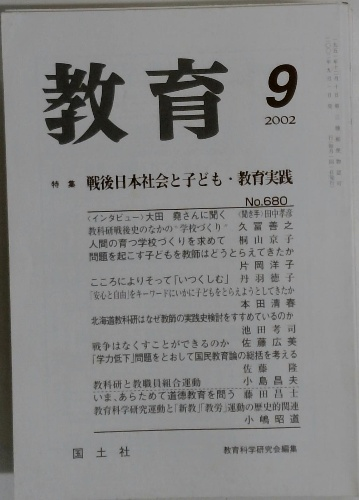 教育
9
2002
特集 戦後日本社会と子ども・教育実践
No.680
〈インタビュー〉大田 堯さんに聞く 〈聞き手〉田中孝彦
教科研戦後史のなかの“学校づくり” 久冨善之
人間の育つ学校づくりを求めて 桐山京子
問題を起こす子どもを教師はどうとらえてきたか
片岡洋子
こころによりそって「いつくしむ」 丹羽徳子
「安心と自由」をキーワードにいかに子どもをとらえようとしてきたか
本田清春
北海道教科研はなぜ教師の実践史検討をすすめているのか
池田考司
戦争はなくすことができるのか 佐藤広美
「学力低下」問題をとおして国民教育論の総括を考える
佐藤 隆
教科研と教職員組合運動 小島昌夫
いま、あらためて道徳教育を問う 藤田昌士
教育科学研究運動と「新教」「教労」運動の歴史的関連
小嶋昭道
国土社 教育科学研究会編集